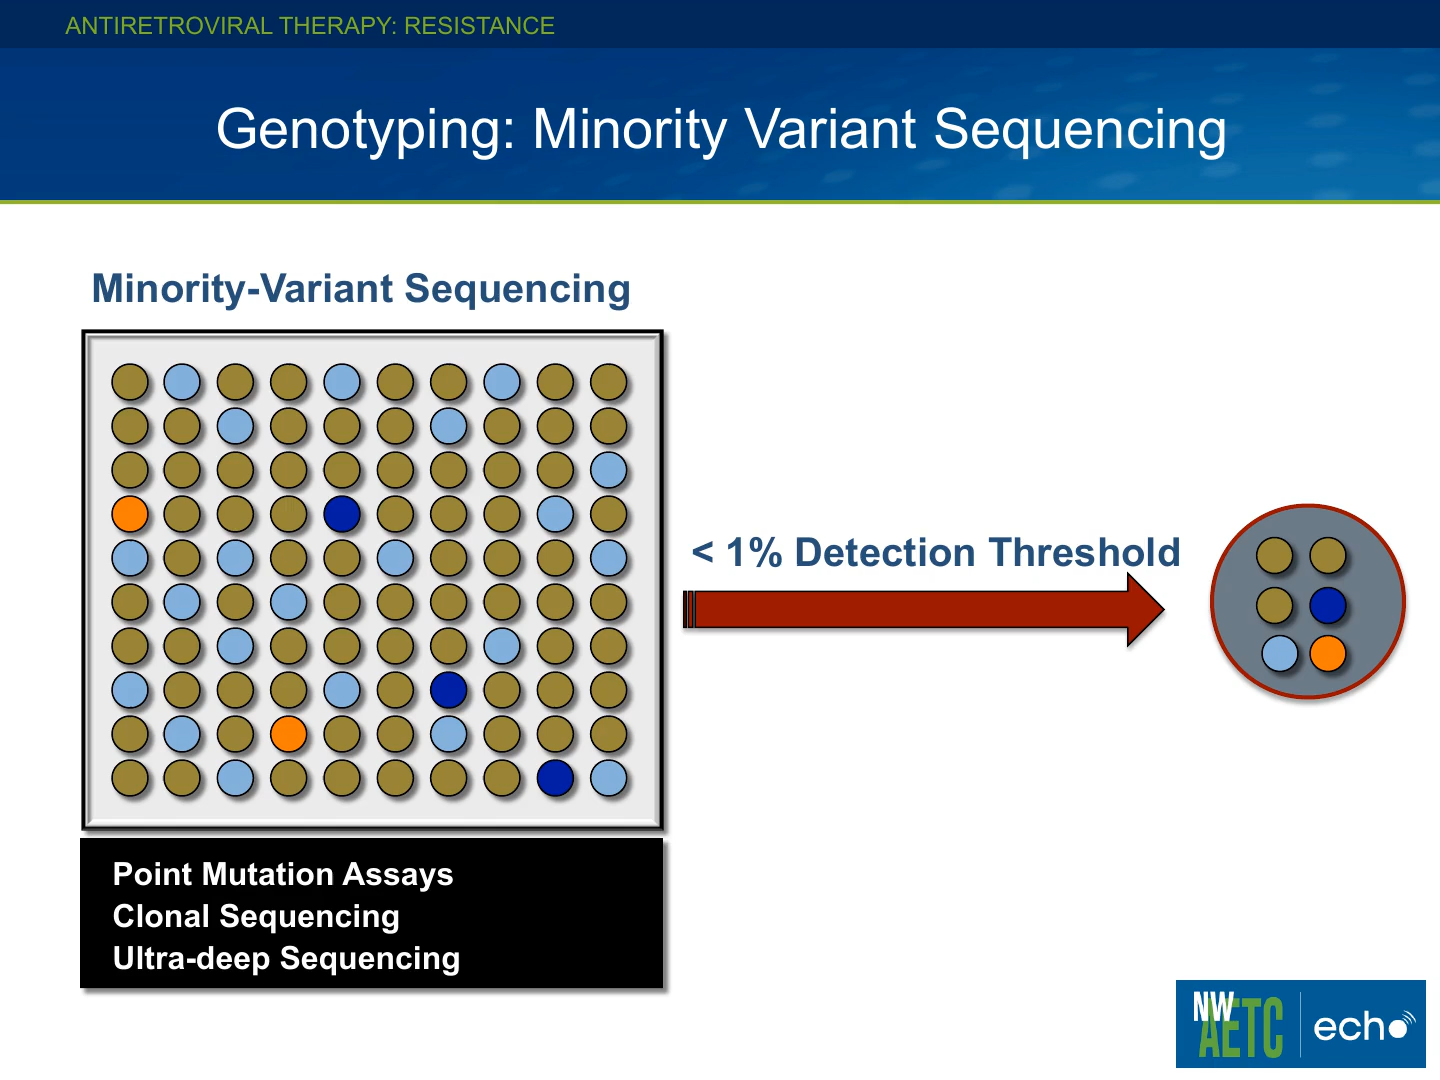 ANTIRETROVIRAL THERAPY: RESISTANCE
Genotyping: Minority Variant Sequencing
Minority-Variant Sequencing
< 1% Detection Threshold
Point Mutation Assays
Clonal Sequencing
Ultra-deep Sequencing
NW
AETC
echo